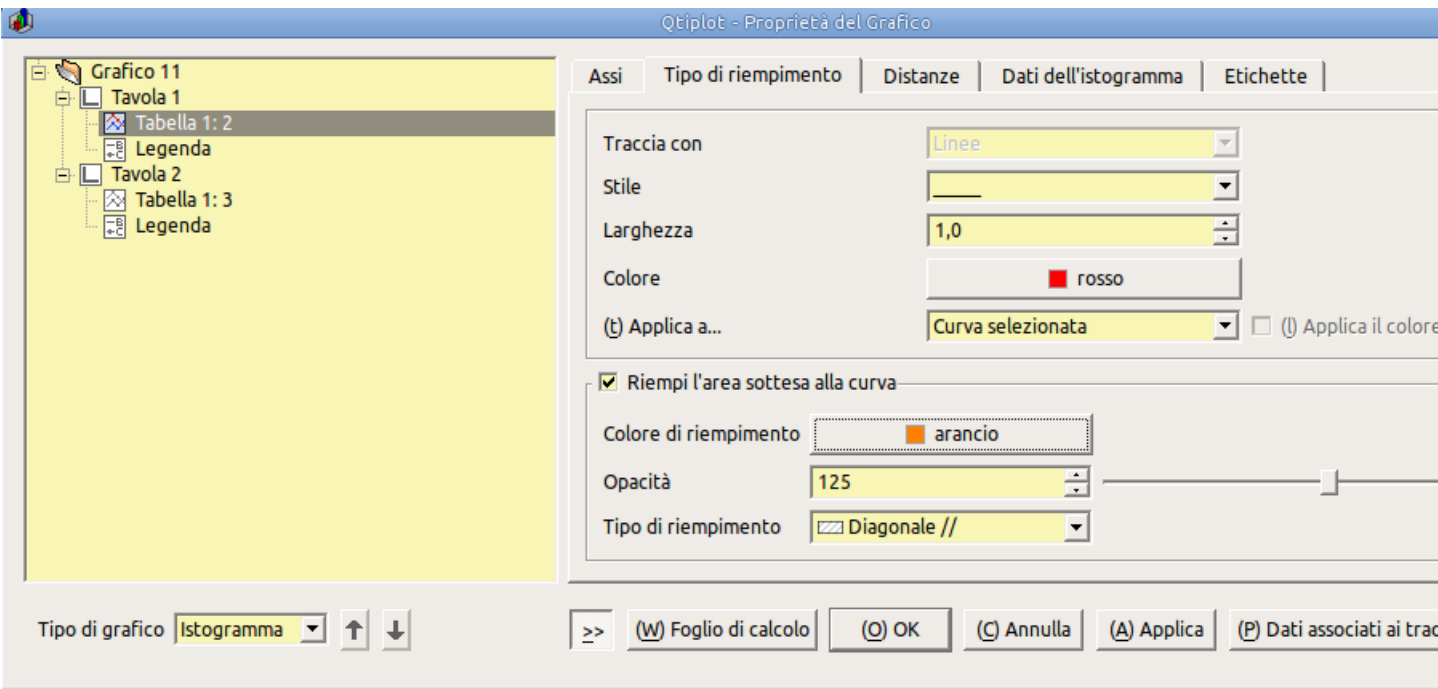 Qtiplot - Proprietà del Grafico
Grafico 11
Tavola 1
Tabella 1: 2
Legenda
Tavola 2
Tabella 1: 3
Legenda
Assi Tipo di riempimento Distanze Dati dell'istogramma Etichette
Traccia con Linee
Stile
Larghezza 1,0
Colore rosso
(t) Applica a... Curva selezionata (l) Applica il colore
Riempi l'area sottesa alla curva
Colore di riempimento arancio
Opacità 125
Tipo di riempimento Diagonale //
Tipo di grafico Istogramma >> (W) Foglio di calcolo (O) OK (C) Annulla (A) Applica (P) Dati associati ai trac